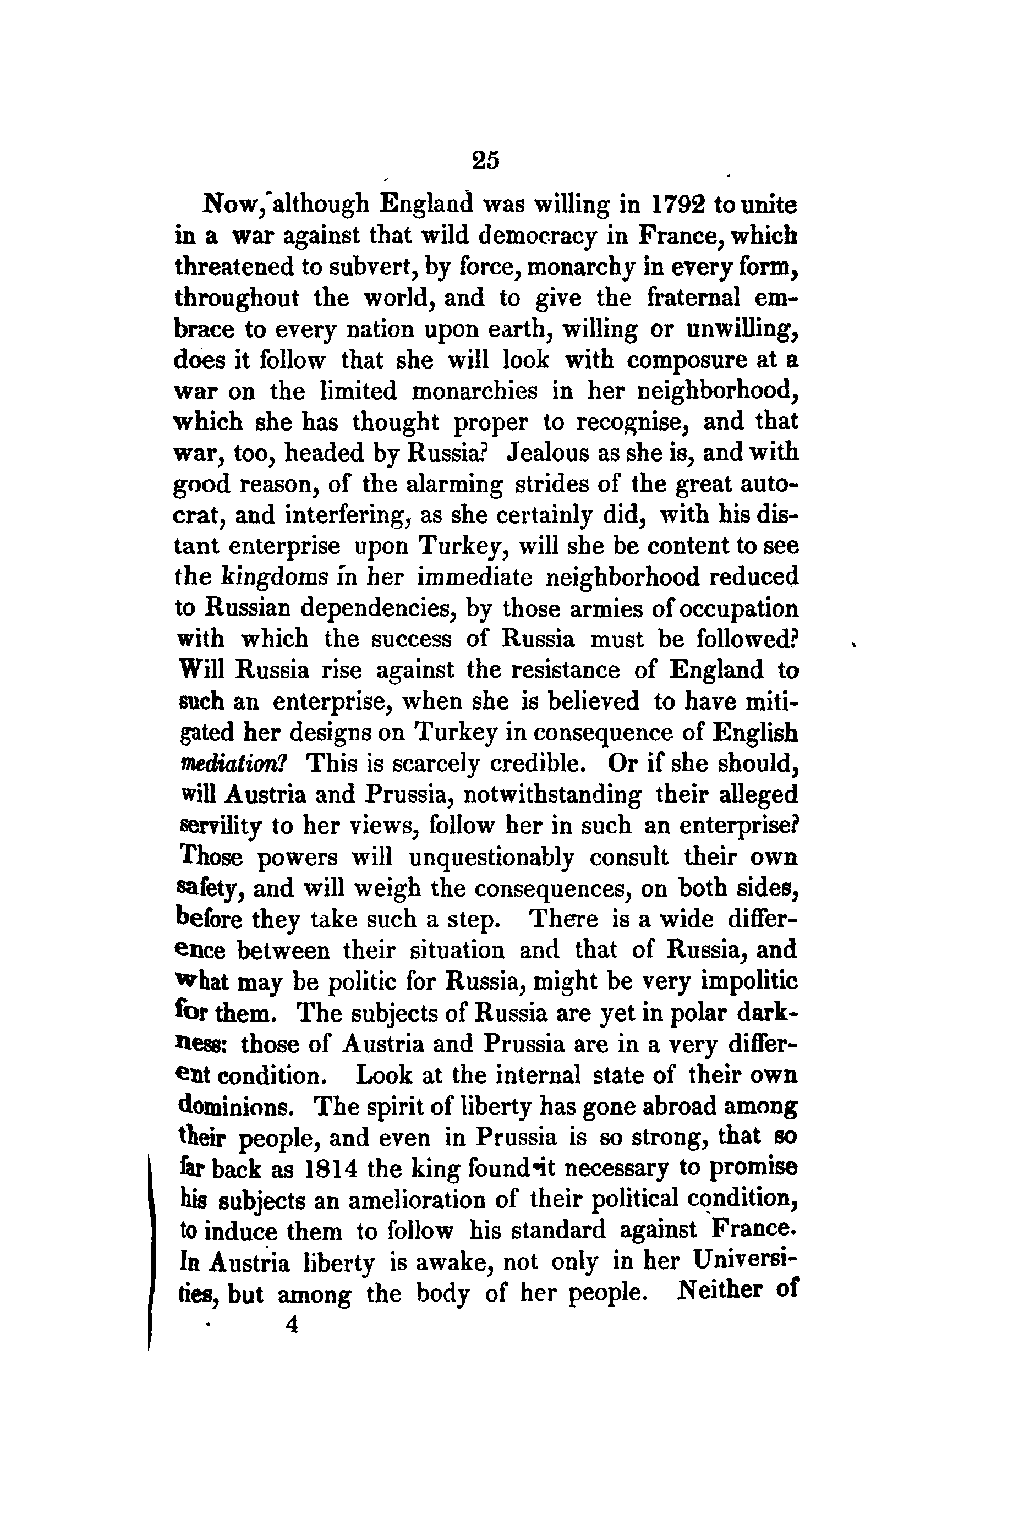 25
Now, although England was willing in 1792 to unite
in a war against that wild democracy in France, which
threatened to subvert, by force, monarchy in every form,
throughout the world, and to give the fraternal em-
brace to every nation upon earth, willing or unwilling,
does it follow that she will look with composure at a
war on the limited monarchies in her neighborhood,
which she has thought proper to recognise, and that
war, too, headed by Russia? Jealous as she is, and with
good reason, of the alarming strides of the great auto-
crat, and interfering, as she certainly did, with his dis-
tant enterprise upon Turkey, will she be content to see
the kingdoms in her immediate neighborhood reduced
to Russian dependencies, by those armies of occupation
with which the success of Russia must be followed?
Will Russia rise against the resistance of England to
such an enterprise, when she is believed to have miti-
gated her designs on Turkey in consequence of English
mediation? This is scarcely credible. Or if she should,
will Austria and Prussia, notwithstanding their alleged
servility to her views, follow her in such an enterprise?
Those powers will unquestionably consult their own
safety, and will weigh the consequences, on both sides,
before they take such a step. There is a wide differ-
ence between their situation and that of Russia, and
what may be politic for Russia, might be very impolitic
for them. The subjects of Russia are yet in polar dark-
ness: those of Austria and Prussia are in a very differ-
ent condition. Look at the internal state of their own
dominions. The spirit of liberty has gone abroad among
their people, and even in Prussia is so strong, that so
far back as 1814 the king found it necessary to promise
his subjects an amelioration of their political condition,
to induce them to follow his standard against France.
In Austria liberty is awake, not only in her Universi-
ties, but among the body of her people. Neither of
4